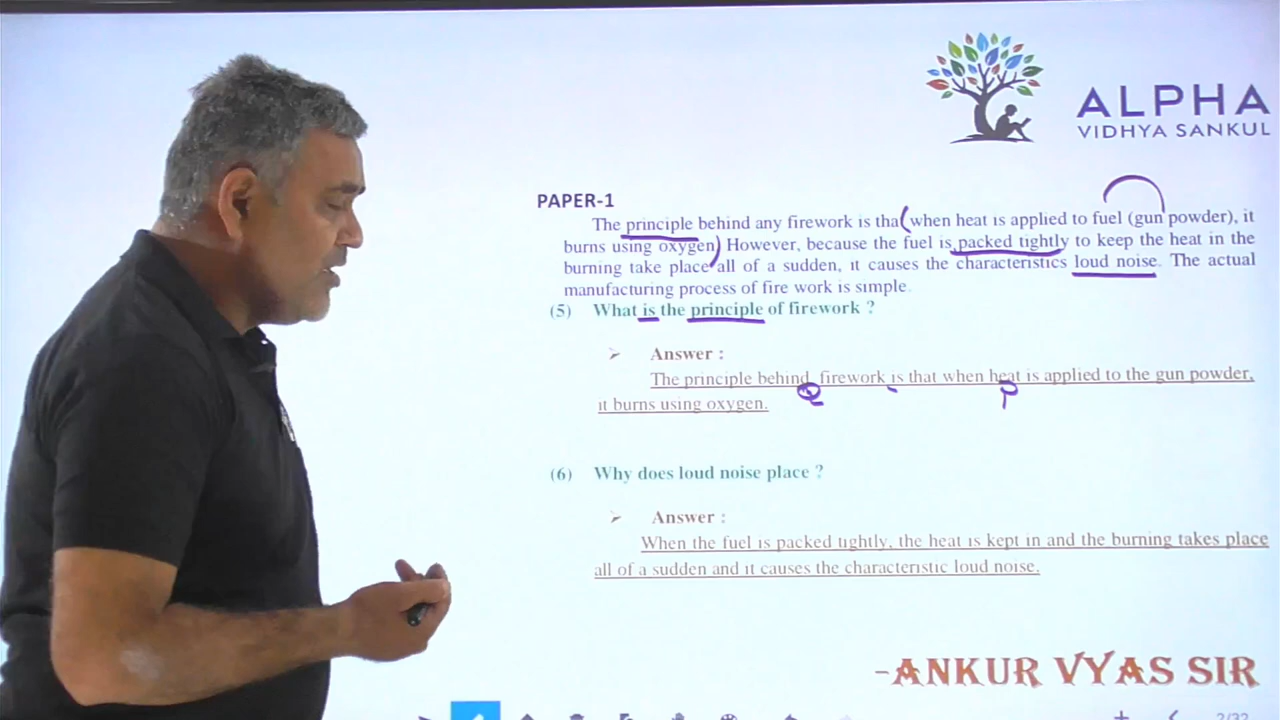 ALPHA
VIDHYA SANKUL
PAPER-1
The principle behind any firework is tha when heat is applied to fuel (gun powder), it
burns using oxygen However, because the fuel is packed tightly to keep the heat in the
burning take place all of a sudden, it causes the characteristics loud noise. The actual
manufacturing process of fire work is simple.
(5) What is the principle of firework ?
➢ Answer :
The principle behind firework is that when heat is applied to the gun powder,
it burns using oxygen.
(6) Why does loud noise place ?
➢ Answer :
When the fuel is packed tightly, the heat is kept in and the burning takes place
all of a sudden and it causes the characteristic loud noise.
-ANKUR VYAS SIR